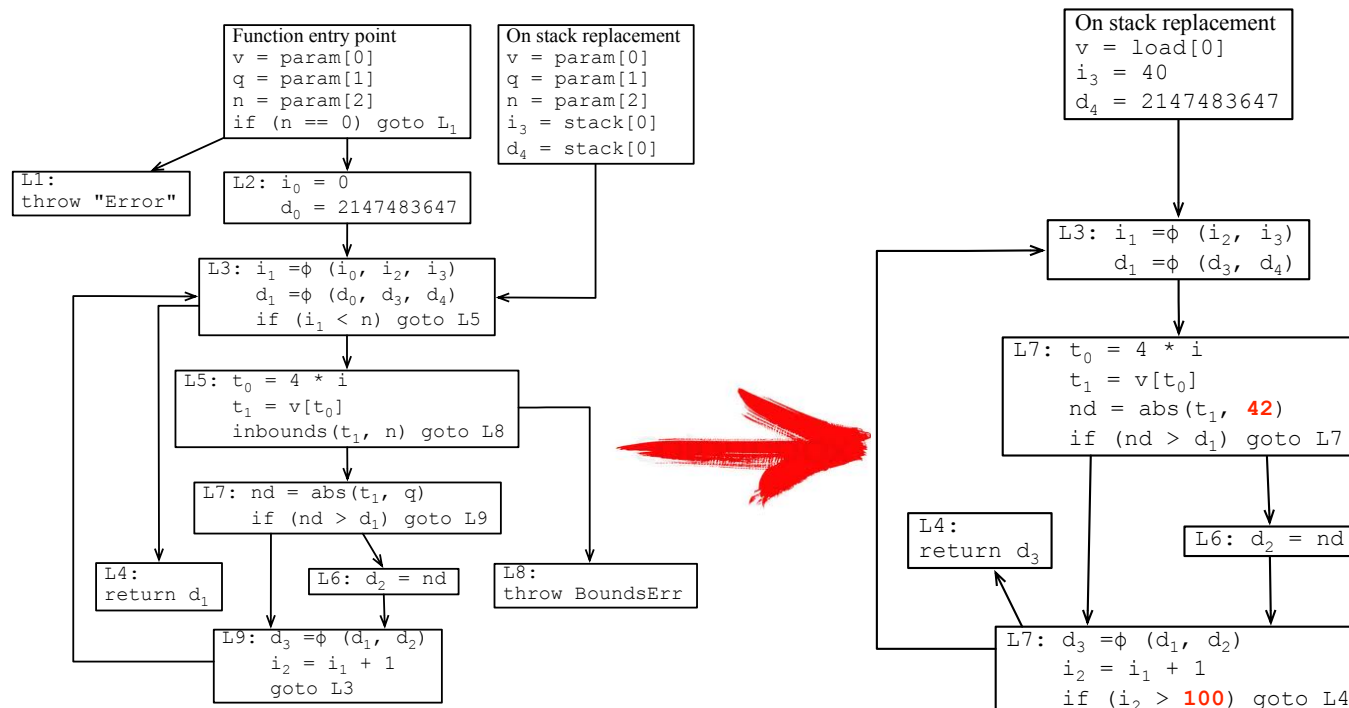 Function entry point
v = param[0]
q = param[1]
n = param[2]
if (n == 0) goto L₁
On stack replacement
v = param[0]
q = param[1]
n = param[2]
i₃ = stack[0]
d₄ = stack[0]
L1:
throw "Error"
L2: i₀ = 0
d₀ = 2147483647
L3: i₁ =ϕ (i₀, i₂, i₃)
d₁ =ϕ (d₀, d₃, d₄)
if (i₁ < n) goto L5
L5: t₀ = 4 * i
t₁ = v[t₀]
inbounds(t₁, n) goto L8
L7: nd = abs(t₁, q)
if (nd > d₁) goto L9
L4:
return d₁
L6: d₂ = nd
L8:
throw BoundsErr
L9: d₃ =ϕ (d₁, d₂)
i₂ = i₁ + 1
goto L3
On stack replacement
v = load[0]
i₃ = 40
d₄ = 2147483647
L3: i₁ =ϕ (i₂, i₃)
d₁ =ϕ (d₃, d₄)
L7: t₀ = 4 * i
t₁ = v[t₀]
nd = abs(t₁, 42)
if (nd > d₁) goto L7
L4:
return d₃
L6: d₂ = nd
L7: d₃ =ϕ (d₁, d₂)
i₂ = i₁ + 1
if (i₂ > 100) goto L4